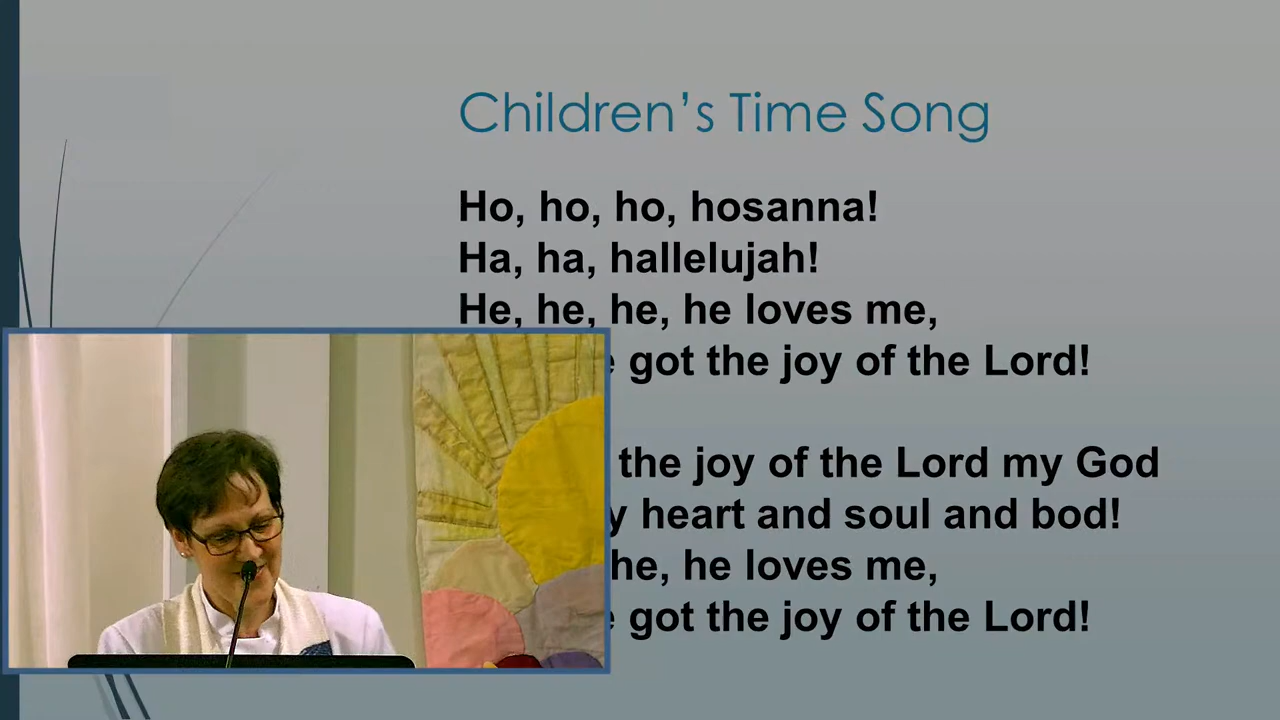 Children's Time Song
Ho, ho, ho, hosanna!
Ha, ha, hallelujah!
He, he, he, he loves me,
got the joy of the Lord!
the joy of the Lord my God
heart and soul and bod!
he, he loves me,
got the joy of the Lord!